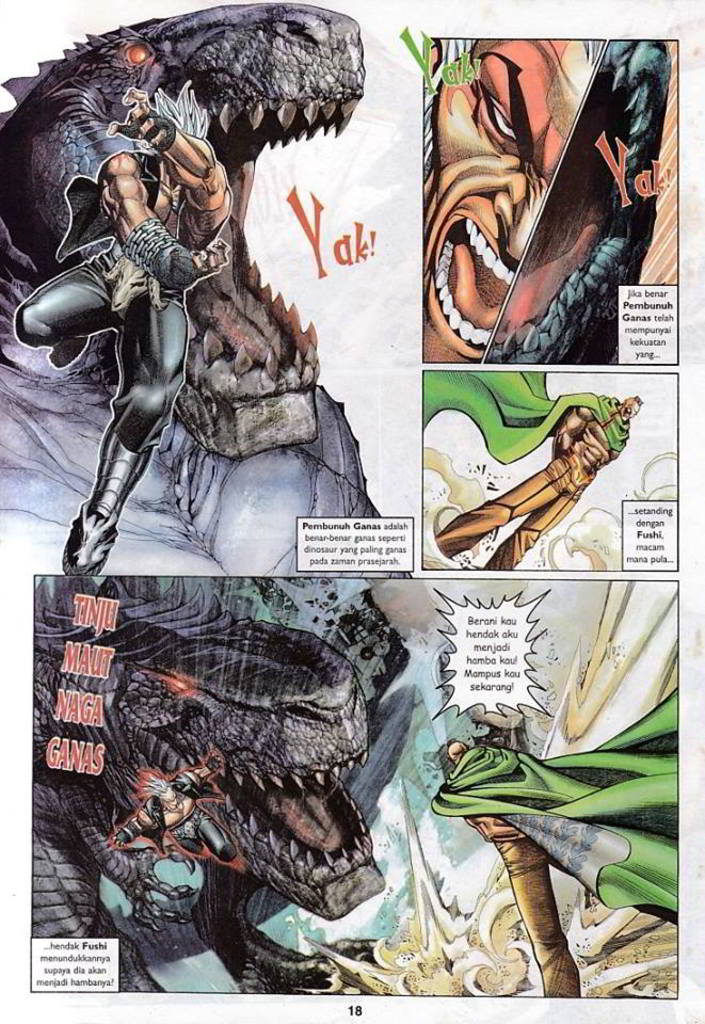 Yak!
Yak!
Yak!
Jika benar
Pembunuh
Ganas telah
mempunyai
kekuatan
yang...
Pembunuh Ganas adalah
benar-benar ganas seperti
dinosaur yang paling ganas
pada zaman prasejarah.
...setanding
dengan
Fushi,
macam
mana pula...
TINJU
MAUT
NAGA
GANAS
Berani kau
hendak aku
menjadi
hamba kau!
Mampus kau
sekarang!
...hendak Fushi
menundukkannya
supaya dia akan
menjadi hambanya?
18